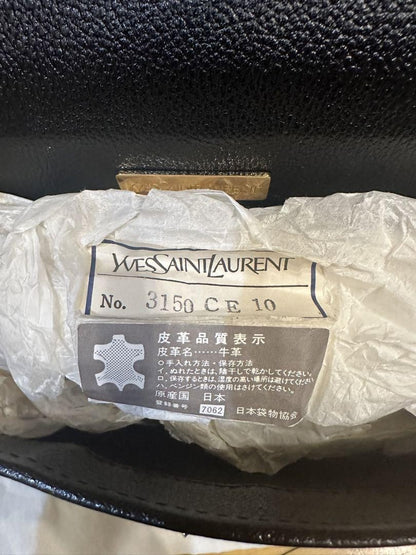 YVESSAINTLAURENT
No. 3150 CE 10
皮革品質表示
皮革名……牛革
○手入れ方法・保存方法
イ、ぬれたときは、陰干しで乾かしてください。
ロ、保存するときは、湿度の高い場所は避けてください。
ハ、ベンジン類の使用はさけてください。
原産国 日本
登録番号 7062 日本袋物協会